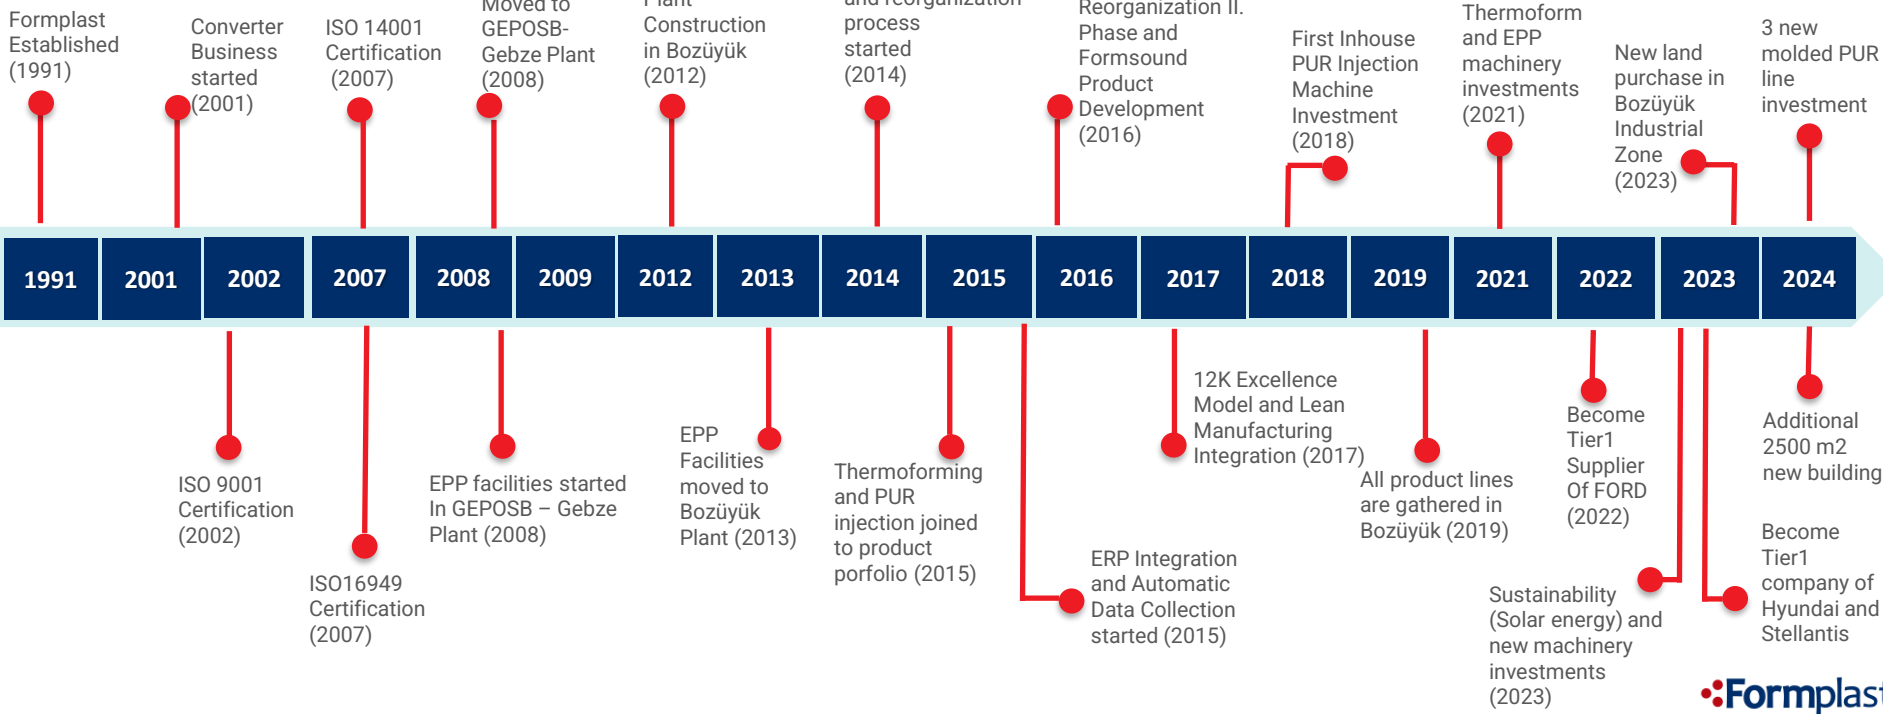 Formplast
Established
(1991)
Converter
Business
started
(2001)
ISO 14001
Certification
(2007)
Moved to
GEPOSB-
Gebze Plant
(2008)
Plant
Construction
in Bozüyük
(2012)
and reorganization
process
started
(2014)
Reorganization II.
Phase and
Formsound
Product
Development
(2016)
First Inhouse
PUR Injection
Machine
Investment
(2018)
Thermoform
and EPP
machinery
investments
(2021)
New land
purchase in
Bozüyük
Industrial
Zone
(2023)
3 new
molded PUR
line
investment
1991
2001
2002
2007
2008
2009
2012
2013
2014
2015
2016
2017
2018
2019
2021
2022
2023
2024
ISO 9001
Certification
(2002)
ISO16949
Certification
(2007)
EPP facilities started
In GEPOSB – Gebze
Plant (2008)
EPP
Facilities
moved to
Bozüyük
Plant (2013)
Thermoforming
and PUR
injection joined
to product
porfolio (2015)
ERP Integration
and Automatic
Data Collection
started (2015)
12K Excellence
Model and Lean
Manufacturing
Integration (2017)
All product lines
are gathered in
Bozüyük (2019)
Become
Tier1
Supplier
Of FORD
(2022)
Sustainability
(Solar energy) and
new machinery
investments
(2023)
Become
Tier1
company of
Hyundai and
Stellantis
Additional
2500 m2
new building
Formplast